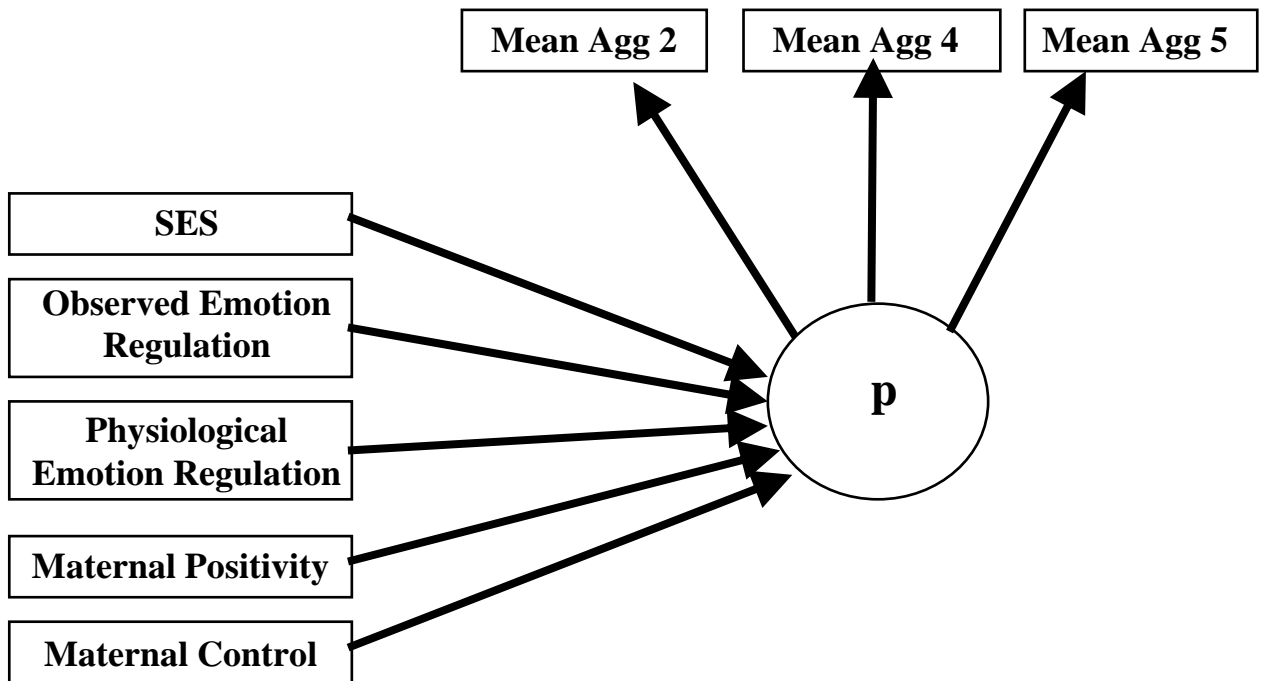 Mean Agg 2
Mean Agg 4
Mean Agg 5
SES
Observed Emotion
Regulation
Physiological
Emotion Regulation
Maternal Positivity
Maternal Control
p